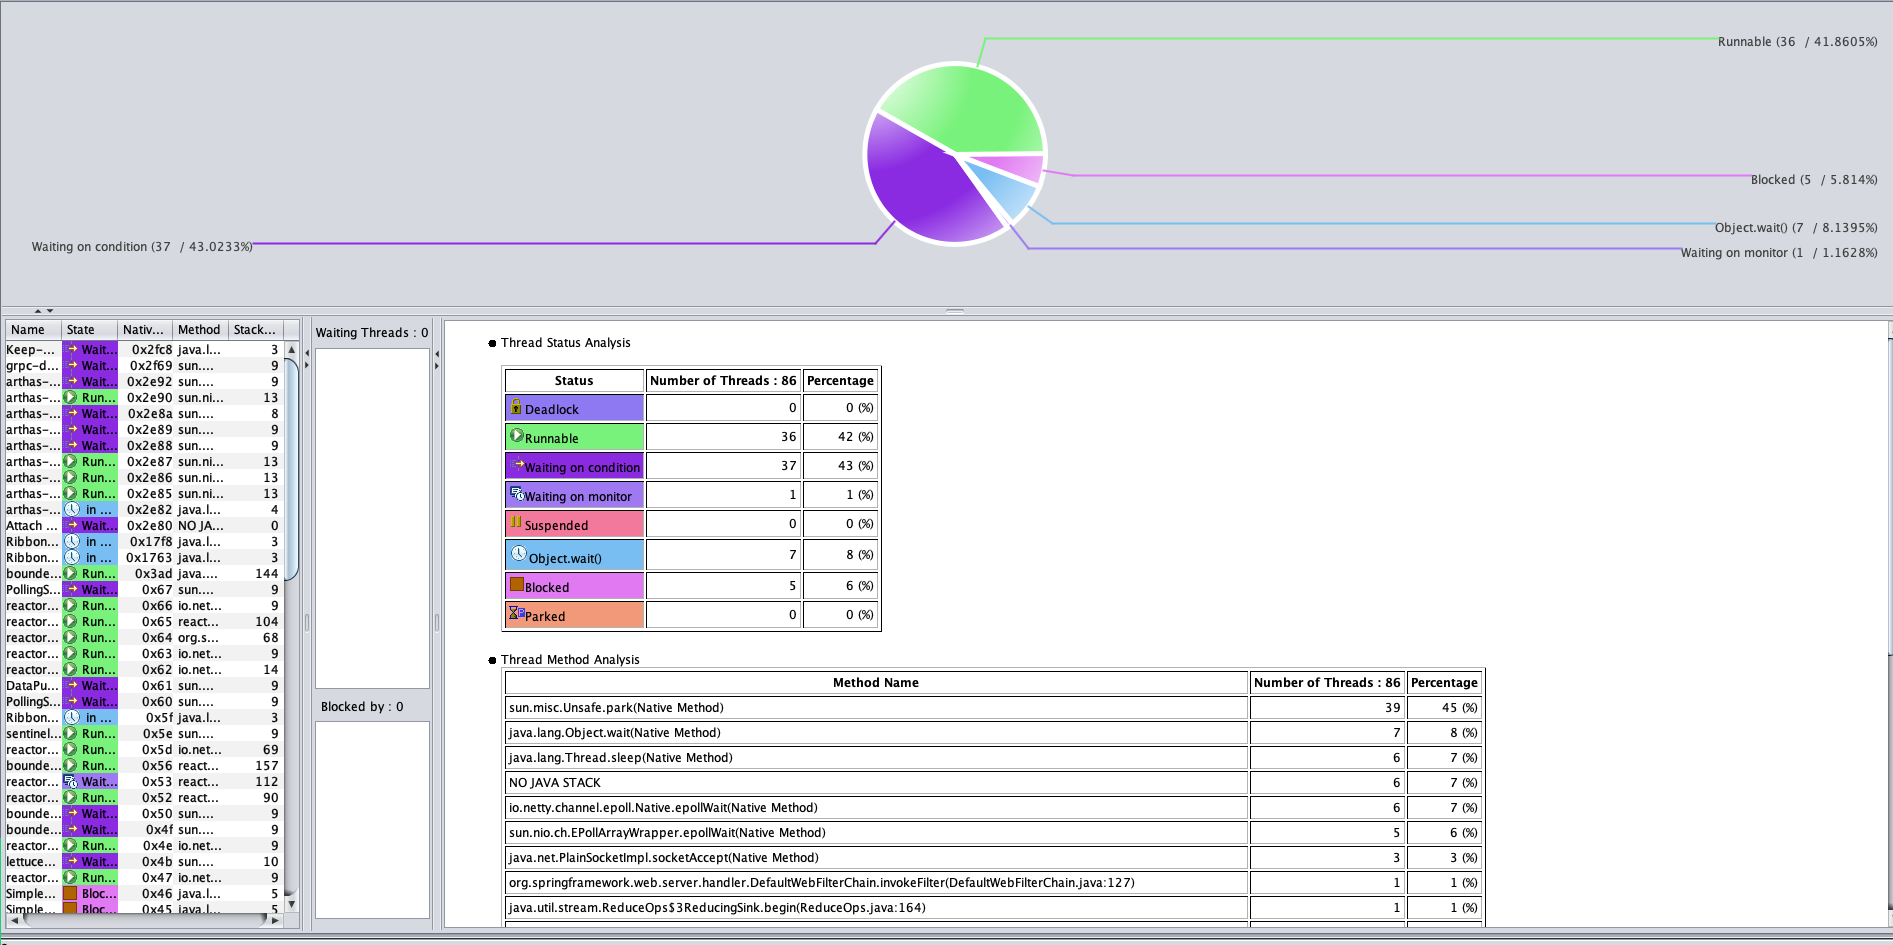 Runnable (36 / 41.8605%)
Blocked (5 / 5.814%)
Object.wait() (7 / 8.1395%)
Waiting on condition (37 / 43.0233%)
Waiting on monitor (1 / 1.1628%)
Name State Nativ... Method Stack...
Keep-... Wait... 0x2fc8 java.l... 3
grpc-d... Wait... 0x2f69 sun.... 9
arthas-... Wait... 0x2e92 sun.... 9
arthas-... Run... 0x2e90 sun.ni... 13
arthas-... Wait... 0x2e8a sun.... 8
arthas-... Wait... 0x2e89 sun.... 9
arthas-... Wait... 0x2e88 sun.... 9
arthas-... Run... 0x2e87 sun.ni... 13
arthas-... Run... 0x2e86 sun.ni... 13
arthas-... Run... 0x2e85 sun.ni... 13
arthas-... in ... 0x2e82 java.l... 4
Attach ... Wait... 0x2e80 NO JA... 0
Ribbon... in ... 0x17f8 java.l... 3
Ribbon... in ... 0x1763 java.l... 3
bounde... Run... 0x3ad java.... 144
PollingS... Wait... 0x67 sun.... 9
reactor... Run... 0x66 io.net... 9
reactor... Run... 0x65 react... 104
reactor... Run... 0x64 org.s... 68
reactor... Run... 0x63 io.net... 9
reactor... Run... 0x62 io.net... 14
DataPu... Wait... 0x61 sun.... 9
PollingS... Wait... 0x60 sun.... 9
Ribbon... in ... 0x5f java.l... 3
sentinel... Run... 0x5e sun.... 9
reactor... Run... 0x5d io.net... 69
bounde... Run... 0x56 react... 157
reactor... Wait... 0x53 react... 112
reactor... Run... 0x52 react... 90
bounde... Wait... 0x50 sun.... 9
bounde... Wait... 0x4f sun.... 9
reactor... Run... 0x4e io.net... 9
lettuce... Wait... 0x4b sun.... 10
reactor... Run... 0x47 io.net... 9
Simple... Bloc... 0x46 java.l... 5
Simple... Bloc... 0x45 java.l... 5
Waiting Threads : 0
Blocked by : 0
Thread Status Analysis
Status Number of Threads : 86 Percentage
Deadlock 0 0 (%)
Runnable 36 42 (%)
Waiting on condition 37 43 (%)
Waiting on monitor 1 1 (%)
Suspended 0 0 (%)
Object.wait() 7 8 (%)
Blocked 5 6 (%)
Parked 0 0 (%)
Thread Method Analysis
Method Name Number of Threads : 86 Percentage
sun.misc.Unsafe.park(Native Method) 39 45 (%)
java.lang.Object.wait(Native Method) 7 8 (%)
java.lang.Thread.sleep(Native Method) 6 7 (%)
NO JAVA STACK 6 7 (%)
io.netty.channel.epoll.Native.epollWait(Native Method) 6 7 (%)
sun.nio.ch.EPollArrayWrapper.epollWait(Native Method) 5 6 (%)
java.net.PlainSocketImpl.socketAccept(Native Method) 3 3 (%)
org.springframework.web.server.handler.DefaultWebFilterChain.invokeFilter(DefaultWebFilterChain.java:127) 1 1 (%)
java.util.stream.ReduceOps$3ReducingSink.begin(ReduceOps.java:164) 1 1 (%)